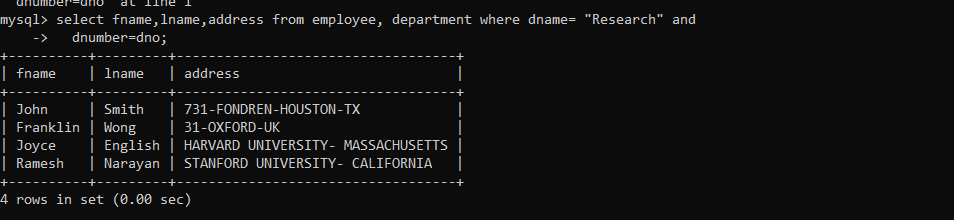 dnumber=dno' at line 1
mysql> select fname,lname,address from employee, department where dname= "Research" and
    ->   dnumber=dno;
+----------+---------+-----------------------------------+
| fname    | lname   | address                           |
+----------+---------+-----------------------------------+
| John     | Smith   | 731-FONDREN-HOUSTON-TX            |
| Franklin | Wong    | 31-OXFORD-UK                      |
| Joyce    | English | HARVARD UNIVERSITY- MASSACHUSETTS |
| Ramesh   | Narayan | STANFORD UNIVERSITY- CALIFORNIA   |
+----------+---------+-----------------------------------+
4 rows in set (0.00 sec)